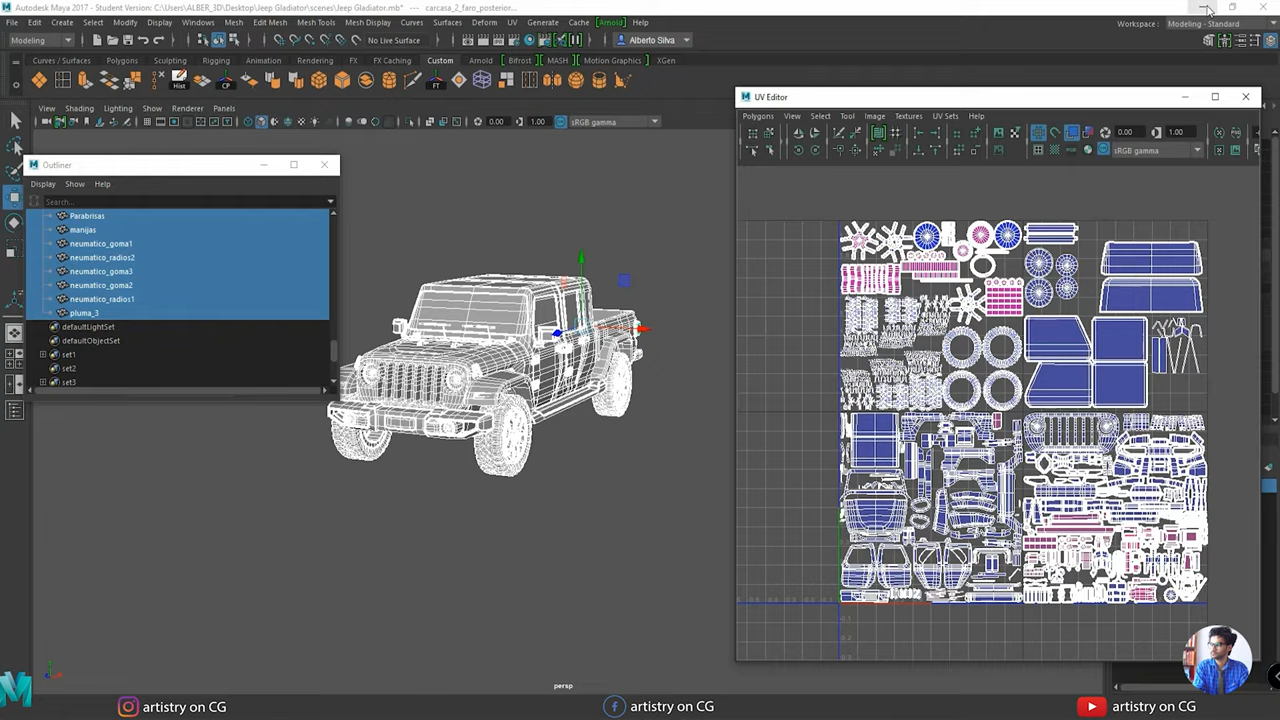 Autodesk Maya 2017 - Student Version: C:\Users\ALBER_3D\Desktop\Jeep Gladiator\scenes\Jeep Gladiator.mb* --- carcasa_2_faro_posterior...
File Edit Create Select Modify Display Windows Mesh Edit Mesh Mesh Tools Mesh Display Curves Surfaces Deform UV Generate Cache Arnold Help
Workspace: Modeling - Standard
Modeling
No Live Surface
Alberto Silva
Curves / Surfaces Polygons Sculpting Rigging Animation Rendering FX FX Caching Custom Arnold Bifrost MASH Motion Graphics XGen
Hist CP FT
View Shading Lighting Show Renderer Panels
0.00 1.00 sRGB gamma
Outliner
Display Show Help
Search...
Parabrisas
manijas
neumatico_goma1
neumatico_radios2
neumatico_goma3
neumatico_goma2
neumatico_radios1
pluma_3
defaultLightSet
defaultObjectSet
set1
set2
set3
UV Editor
Polygons View Select Tool Image Textures UV Sets Help
0.00 1.00
sRGB gamma
persp
artistry on CG
artistry on CG
artistry on CG